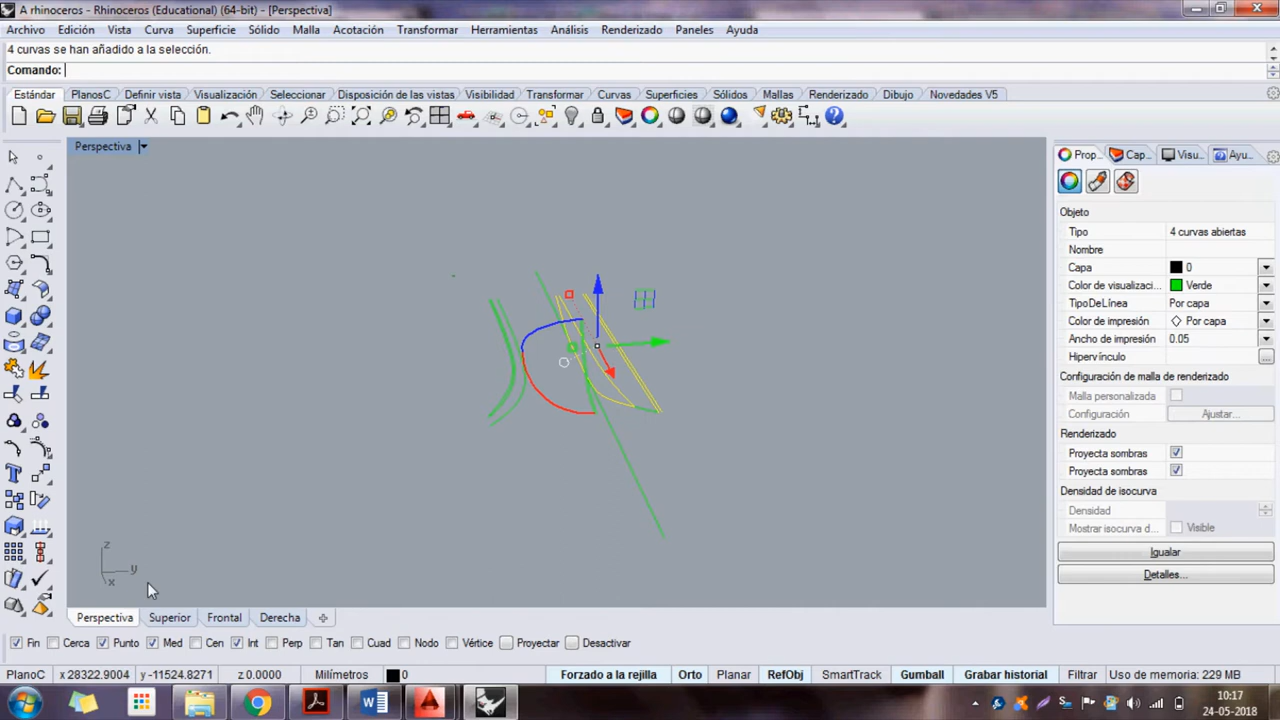 A rhinoceros - Rhinoceros (Educational) (64-bit) - [Perspectiva]
Archivo Edición Vista Curva Superficie Sólido Malla Acotación Transformar Herramientas Análisis Renderizado Paneles Ayuda
4 curvas se han añadido a la selección.
Comando:
Estándar PlanosC Definir vista Visualización Seleccionar Disposición de las vistas Visibilidad Transformar Curvas Superficies Sólidos Mallas Renderizado Dibujo Novedades V5
Perspectiva
Prop... Cap... Visu... Ayu...
Objeto
Tipo 4 curvas abiertas
Nombre
Capa 0
Color de visualizaci... Verde
TipoDeLínea Por capa
Color de impresión Por capa
Ancho de impresión 0.05
Hipervínculo ...
Configuración de malla de renderizado
Malla personalizada
Configuración Ajustar...
Renderizado
Proyecta sombras
Proyecta sombras
Densidad de isocurva
Densidad
Mostrar isocurva d... Visible
Igualar
Detalles...
z
y
x
Perspectiva Superior Frontal Derecha
Fin Cerca Punto Med Cen Int Perp Tan Cuad Nodo Vértice Proyectar Desactivar
PlanoC x 28322.9004 y -11524.8271 z 0.0000 Milímetros 0 Forzado a la rejilla Orto Planar RefObj SmartTrack Gumball Grabar historial Filtrar Uso de memoria: 229 MB
10:17
24-05-2018